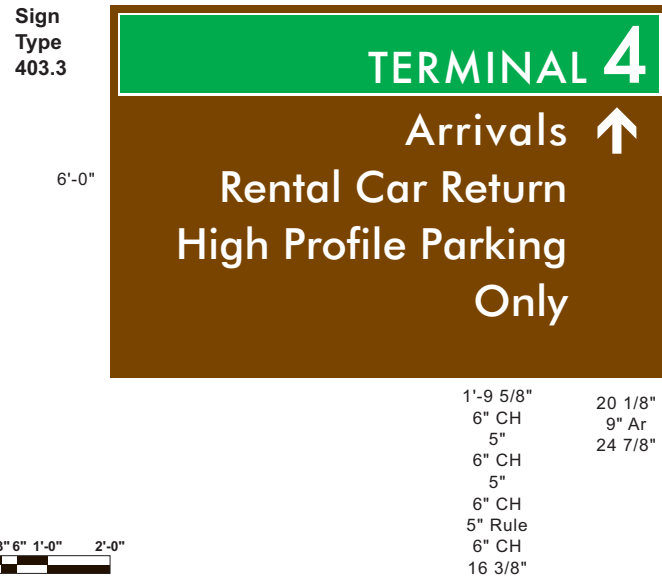 Sign
Type
403.3
TERMINAL 4
Arrivals
6'-0"
Rental Car Return
High Profile Parking
Only
1'-9 5/8"
6" CH
5"
6" CH
5"
6" CH
5" Rule
6" CH
16 3/8"
20 1/8"
9" Ar
24 7/8"
6" 1'-0" 2'-0"